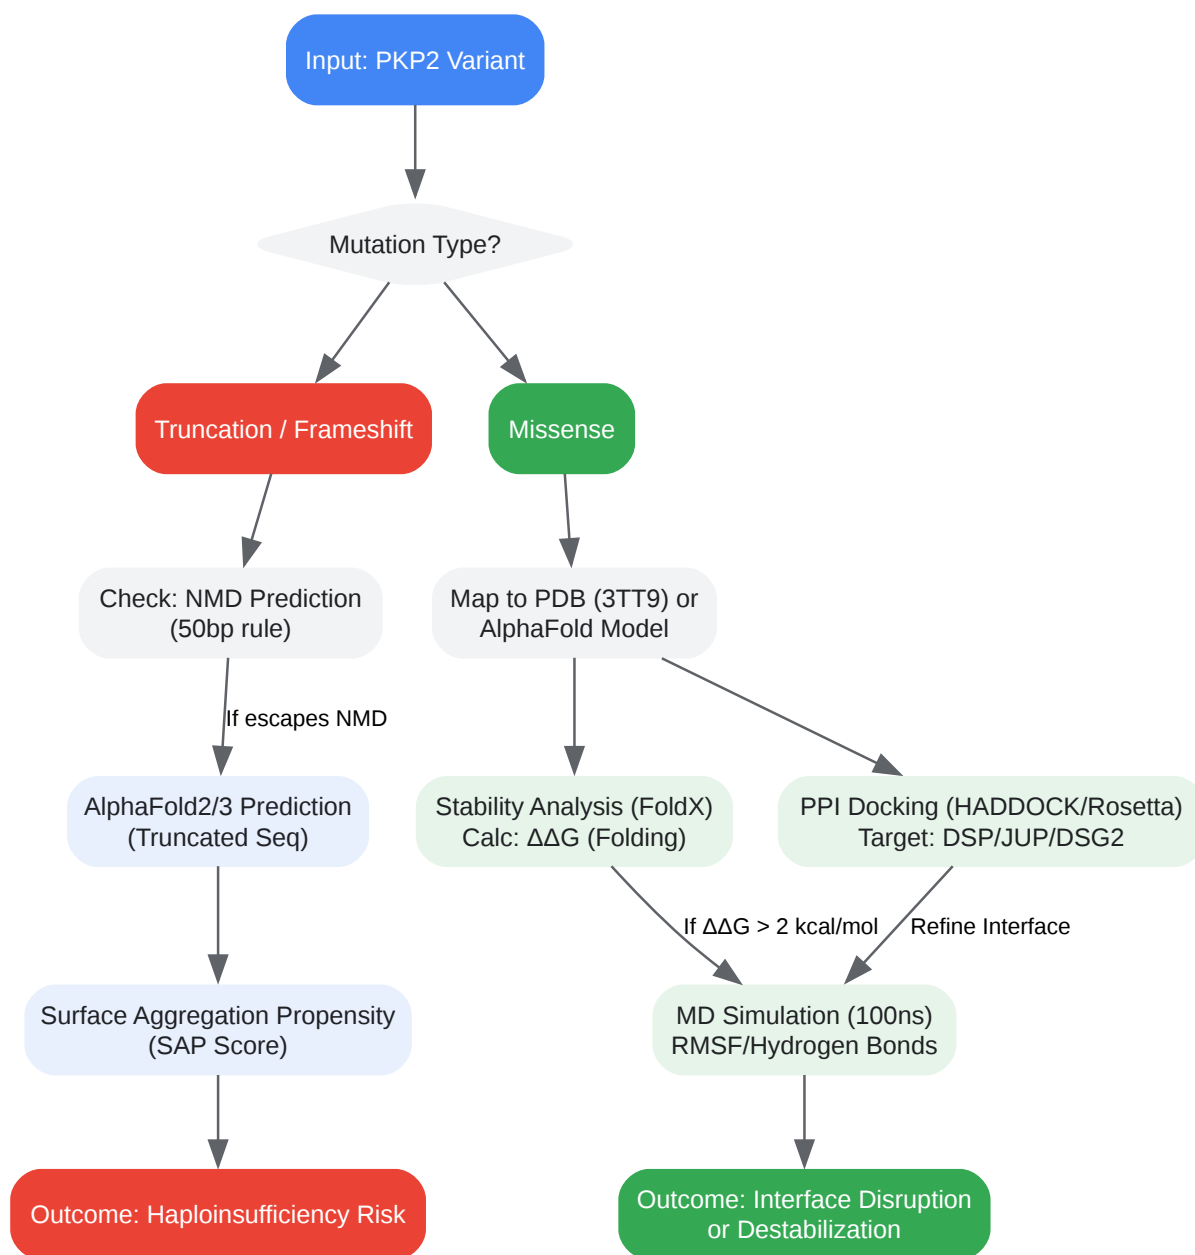 Input: PKP2 Variant
Mutation Type?
Truncation / Frameshift
Missense
Check: NMD Prediction
(50bp rule)
Map to PDB (3TT9) or
AlphaFold Model
If escapes NMD
AlphaFold2/3 Prediction
(Truncated Seq)
Stability Analysis (FoldX)
Calc: ΔΔG (Folding)
PPI Docking (HADDOCK/Rosetta)
Target: DSP/JUP/DSG2
If ΔΔG > 2 kcal/mol
Refine Interface
Surface Aggregation Propensity
(SAP Score)
MD Simulation (100ns)
RMSF/Hydrogen Bonds
Outcome: Haploinsufficiency Risk
Outcome: Interface Disruption
or Destabilization